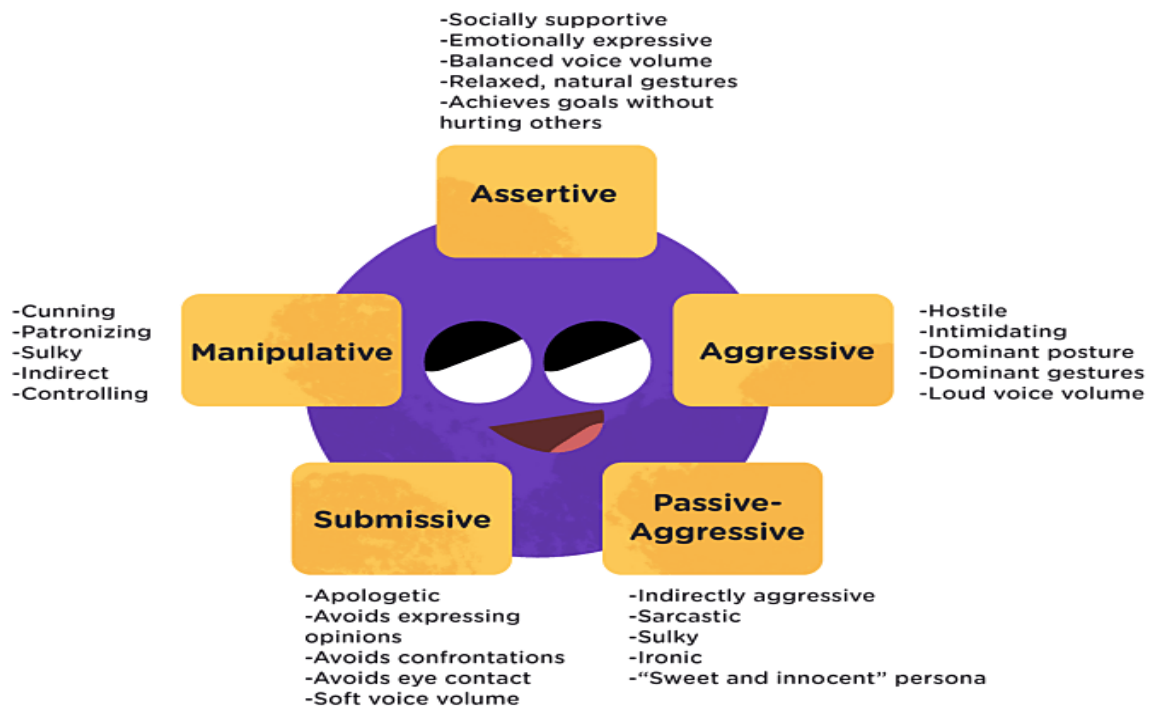 -Socially supportive
-Emotionally expressive
-Balanced voice volume
-Relaxed, natural gestures
-Achieves goals without
hurting others
Assertive
Manipulative
-Cunning
-Patronizing
-Sulky
-Indirect
-Controlling
Aggressive
-Hostile
-Intimidating
-Dominant posture
-Dominant gestures
-Loud voice volume
Submissive
-Apologetic
-Avoids expressing
opinions
-Avoids confrontations
-Avoids eye contact
-Soft voice volume
Passive-
Aggressive
-Indirectly aggressive
-Sarcastic
-Sulky
-Ironic
-“Sweet and innocent” persona